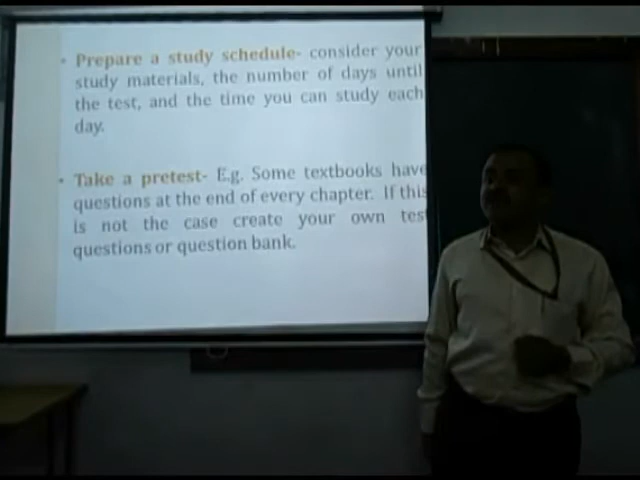 • Prepare a study schedule- consider your
study materials, the number of days until
the test, and the time you can study each
day.
• Take a pretest- E.g. Some textbooks have
questions at the end of every chapter. If this
is not the case create your own test
questions or question bank.